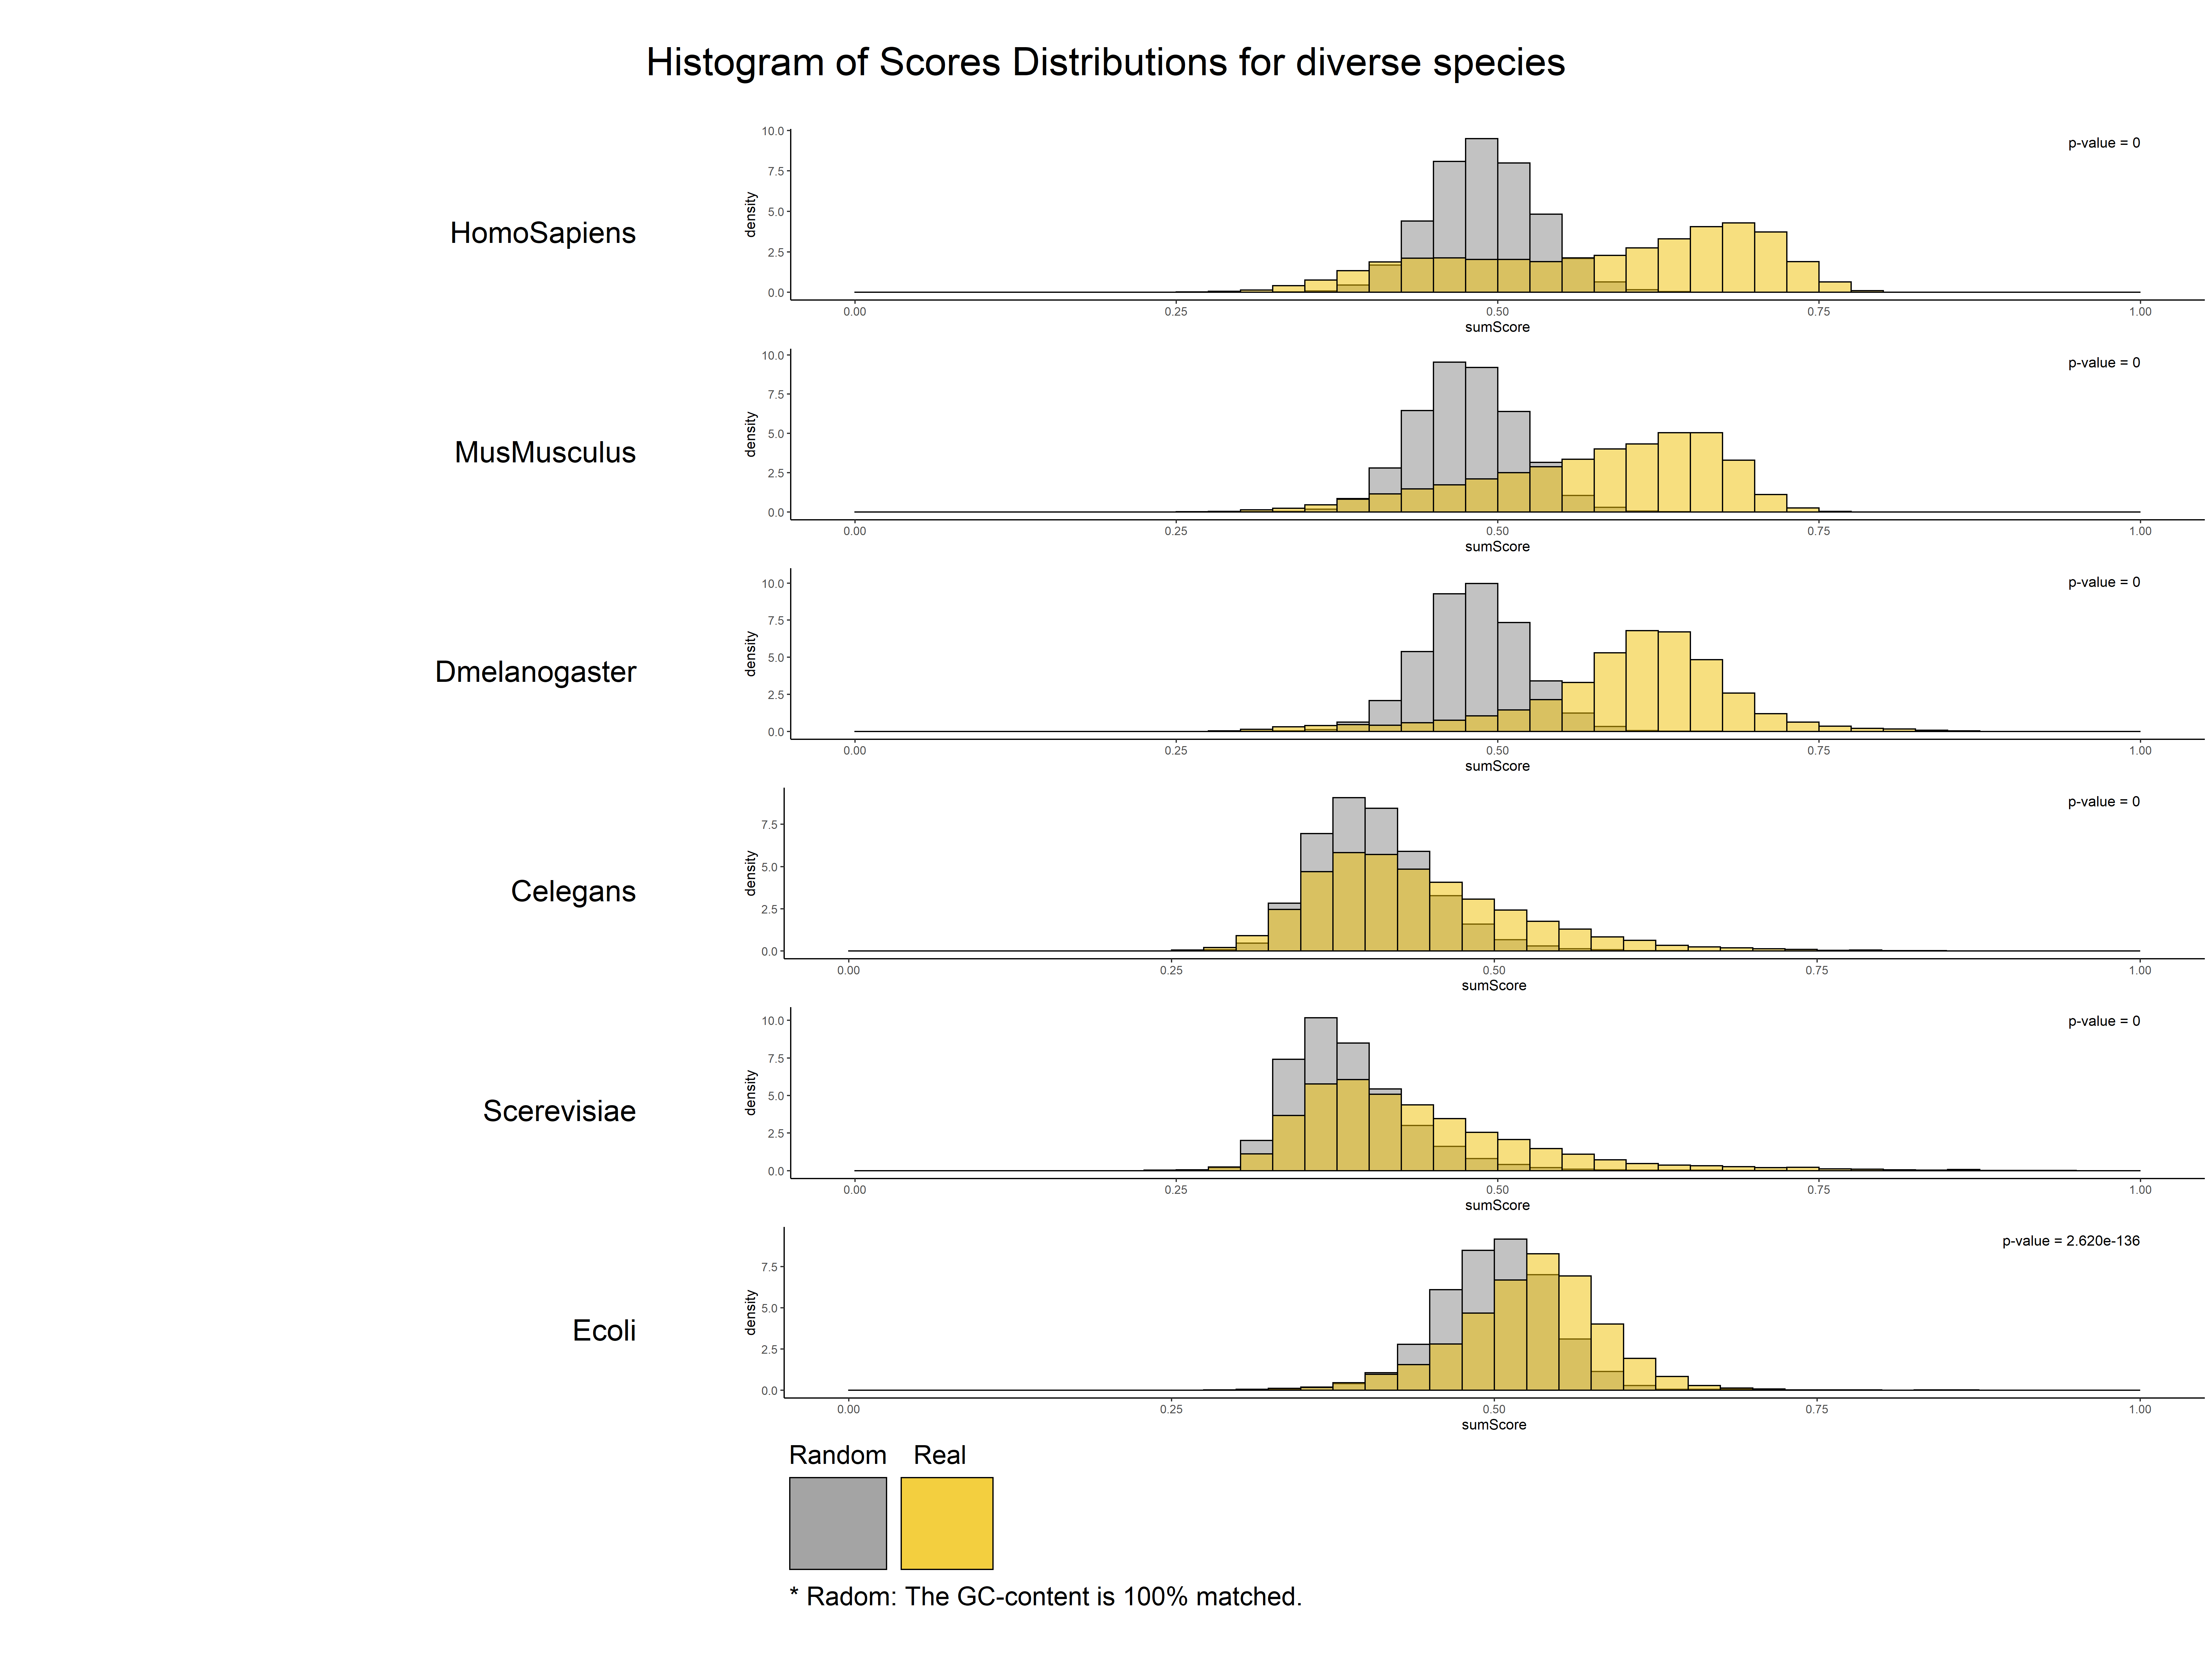 Histogram of Scores Distributions for diverse species
HomoSapiens
density
10.0
7.5
5.0
2.5
0.0
p-value = 0
0.00 0.25 0.50 0.75 1.00
sumScore
MusMusculus
density
10.0
7.5
5.0
2.5
0.0
p-value = 0
0.00 0.25 0.50 0.75 1.00
sumScore
Dmelanogaster
density
10.0
7.5
5.0
2.5
0.0
p-value = 0
0.00 0.25 0.50 0.75 1.00
sumScore
Celegans
density
7.5
5.0
2.5
0.0
p-value = 0
0.00 0.25 0.50 0.75 1.00
sumScore
Scerevisiae
density
10.0
7.5
5.0
2.5
0.0
p-value = 0
0.00 0.25 0.50 0.75 1.00
sumScore
Ecoli
density
7.5
5.0
2.5
0.0
p-value = 2.620e-136
0.00 0.25 0.50 0.75 1.00
sumScore
Random Real
* Radom: The GC-content is 100% matched.